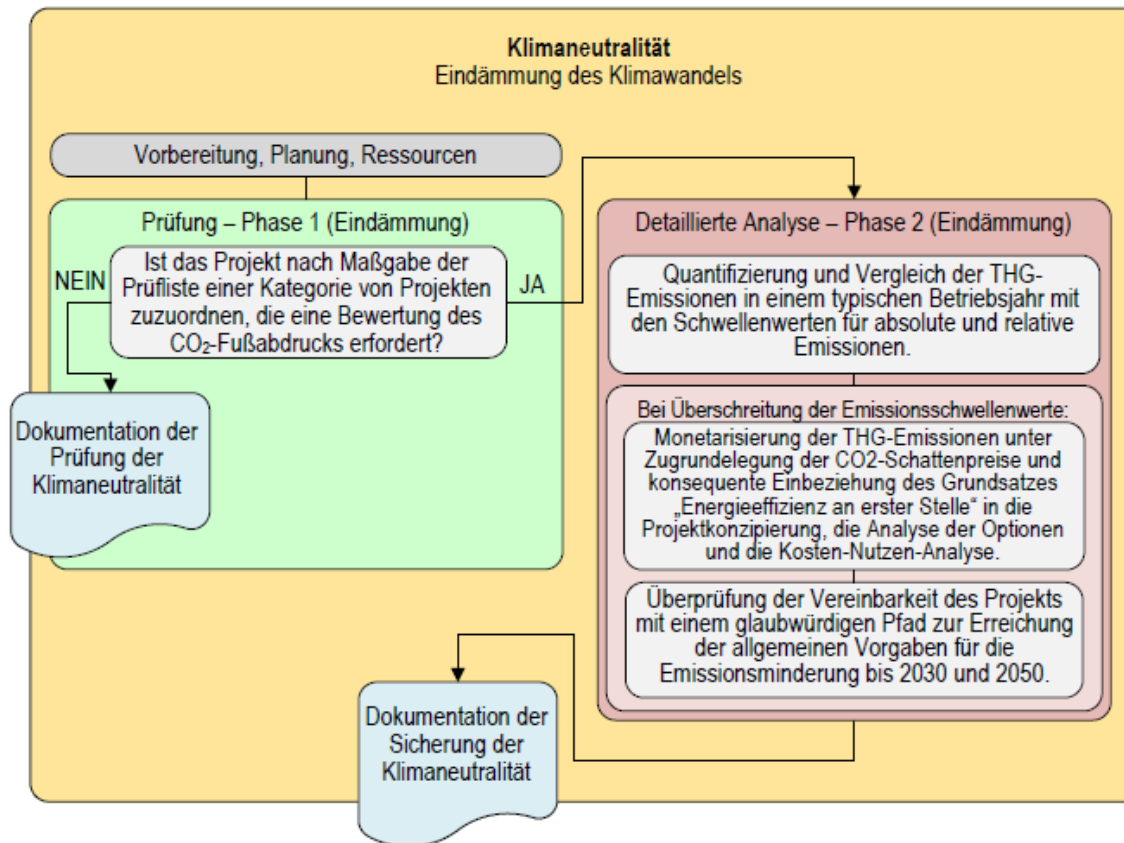 Klimaneutralität
Eindämmung des Klimawandels
Vorbereitung, Planung, Ressourcen
Prüfung – Phase 1 (Eindämmung)
NEIN
Ist das Projekt nach Maßgabe der
Prüfliste einer Kategorie von Projekten
zuzuordnen, die eine Bewertung des
CO₂-Fußabdrucks erfordert?
JA
Dokumentation der
Prüfung der
Klimaneutralität
Detaillierte Analyse – Phase 2 (Eindämmung)
Quantifizierung und Vergleich der THG-
Emissionen in einem typischen Betriebsjahr mit
den Schwellenwerten für absolute und relative
Emissionen.
Bei Überschreitung der Emissionsschwellenwerte:
Monetarisierung der THG-Emissionen unter
Zugrundelegung der CO2-Schattenpreise und
konsequente Einbeziehung des Grundsatzes
„Energieeffizienz an erster Stelle“ in die
Projektkonzipierung, die Analyse der Optionen
und die Kosten-Nutzen-Analyse.
Überprüfung der Vereinbarkeit des Projekts
mit einem glaubwürdigen Pfad zur Erreichung
der allgemeinen Vorgaben für die
Emissionsminderung bis 2030 und 2050.
Dokumentation der
Sicherung der
Klimaneutralität